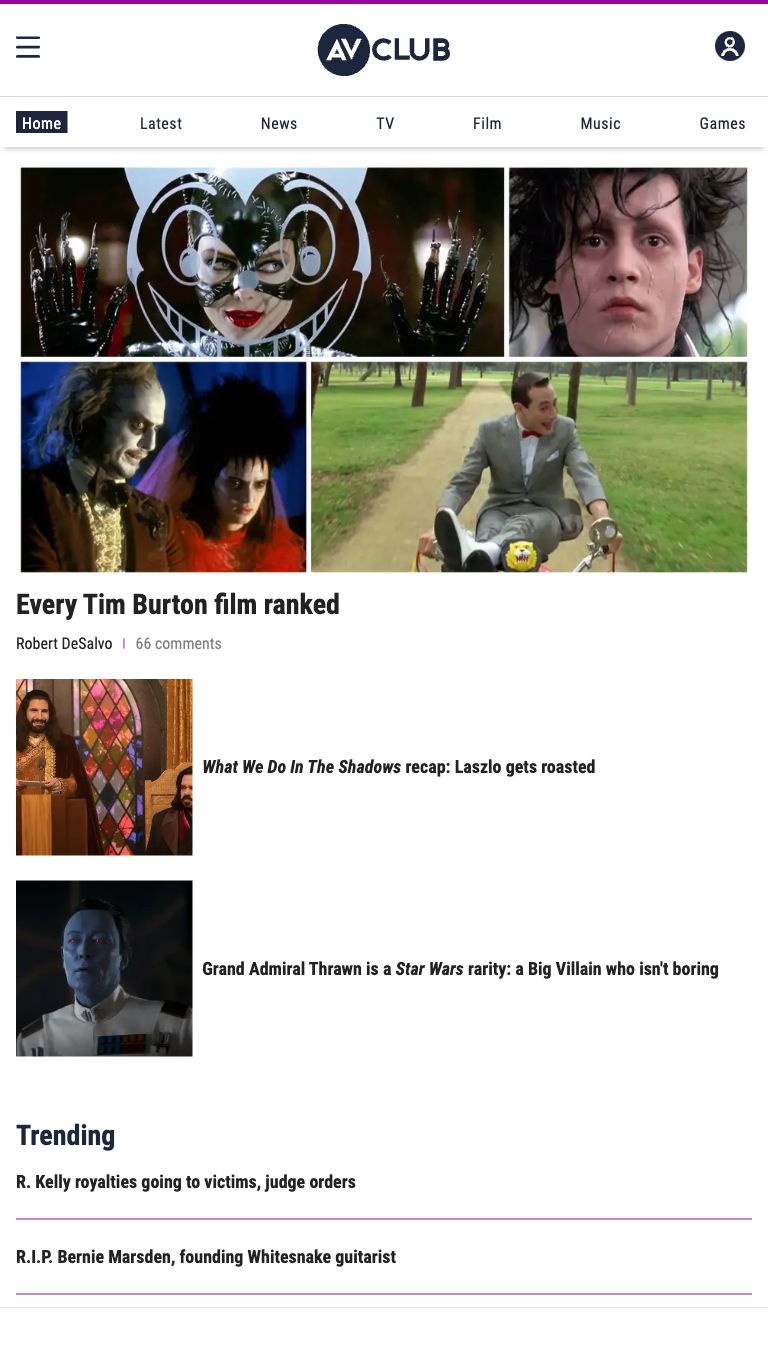 AV CLUB
Home
Latest
News
TV
Film
Music
Games
Every Tim Burton film ranked
Robert DeSalvo | 66 comments
What We Do In The Shadows recap: Laszlo gets roasted
Grand Admiral Thrawn is a Star Wars rarity: a Big Villain who isn't boring
Trending
R. Kelly royalties going to victims, judge orders
R.I.P. Bernie Marsden, founding Whitesnake guitarist